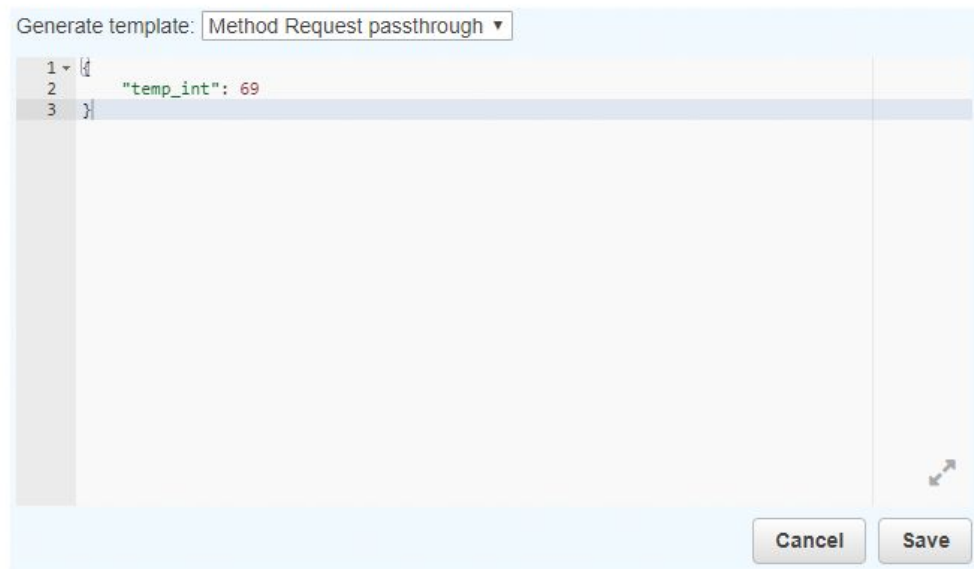 Generate template: Method Request passthrough
1 {
2 "temp_int": 69
3 }
Cancel Save